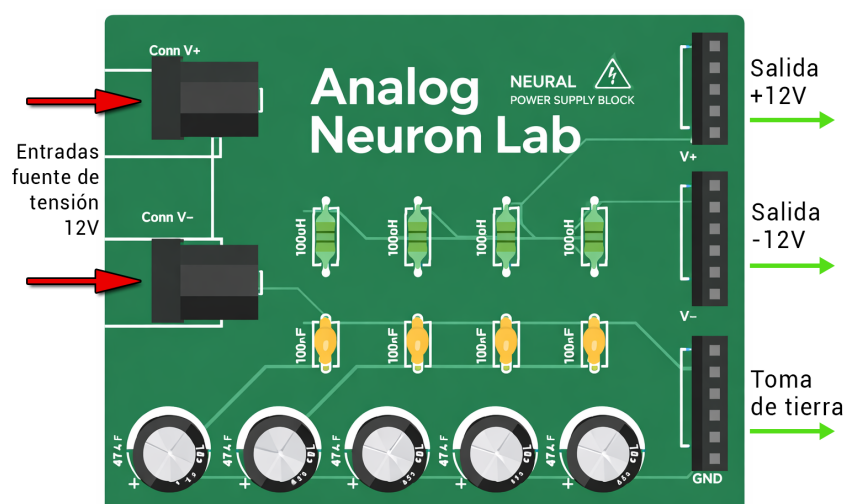 Conn V+
Analog
Neuron Lab
NEURAL
POWER SUPPLY BLOCK
Salida
+12V
V+
Entradas
fuente de
tensión
12V
Conn V−
Salida
-12V
V−
100uH
100uH
100uH
100uH
100nF
100nF
100nF
100nF
Toma
de tierra
GND
+
+
+
+
+